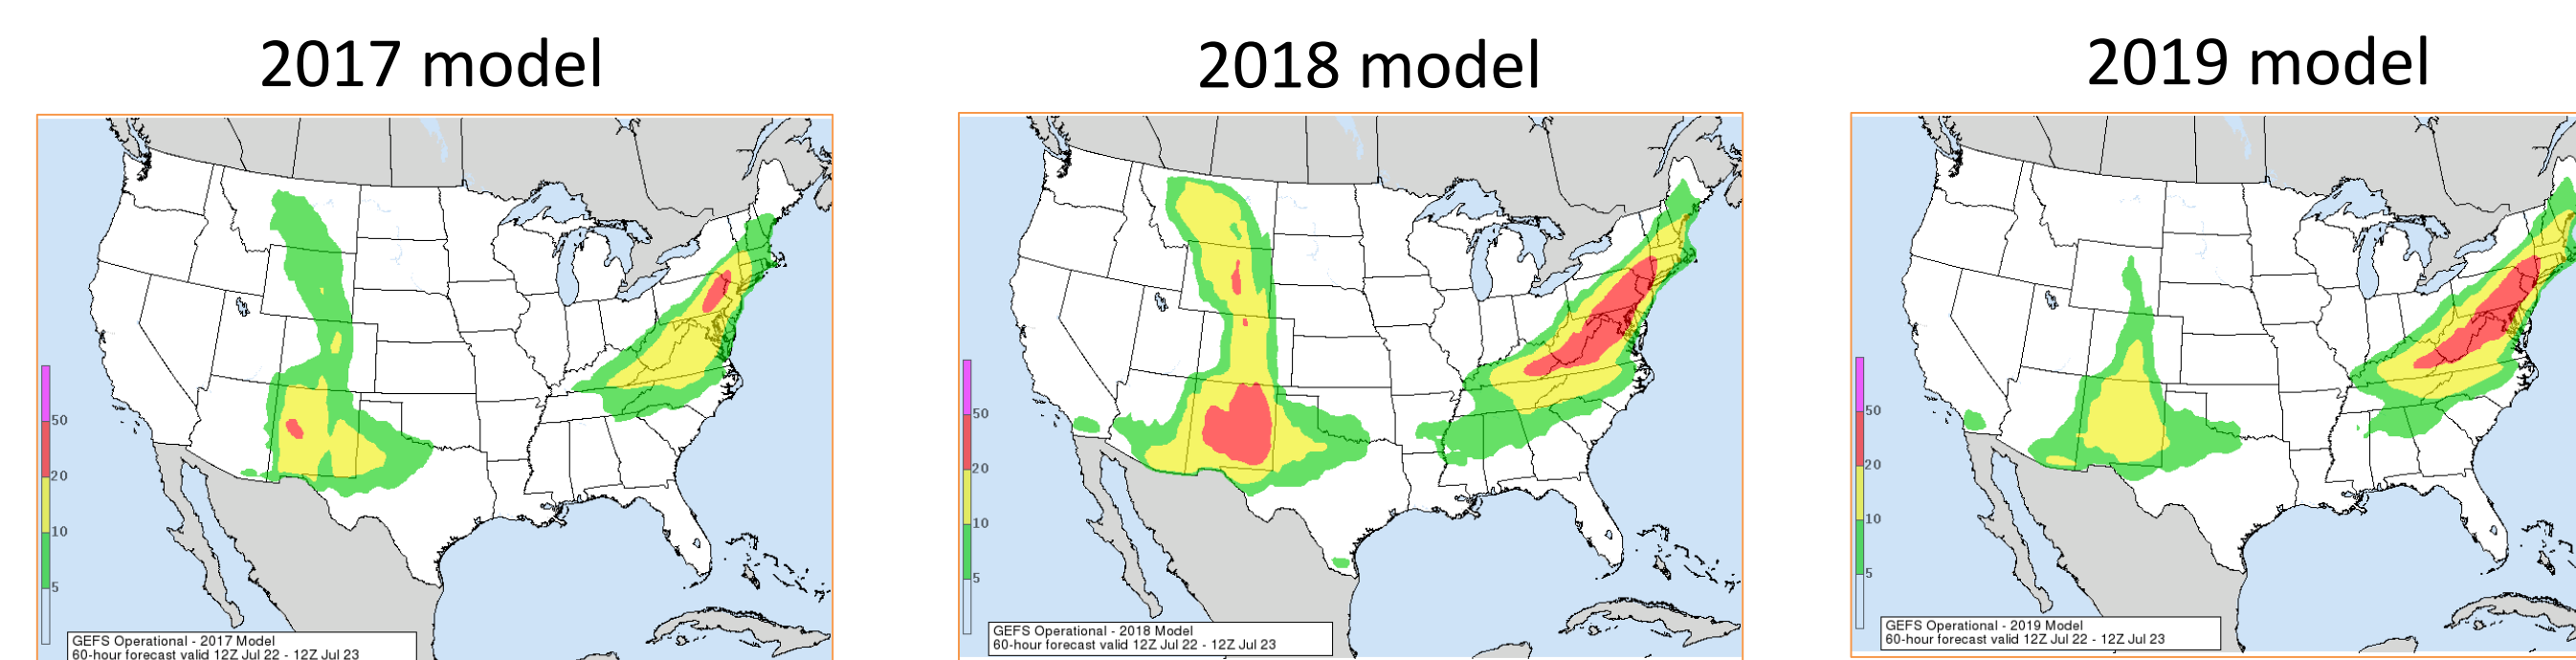 2017 model
2018 model
2019 model
50
20
10
5
GEFS Operational - 2017 Model
60-hour forecast valid 12Z Jul 22 - 12Z Jul 23
50
20
10
5
GEFS Operational - 2018 Model
60-hour forecast valid 12Z Jul 22 - 12Z Jul 23
50
20
10
5
GEFS Operational - 2019 Model
60-hour forecast valid 12Z Jul 22 - 12Z Jul 23